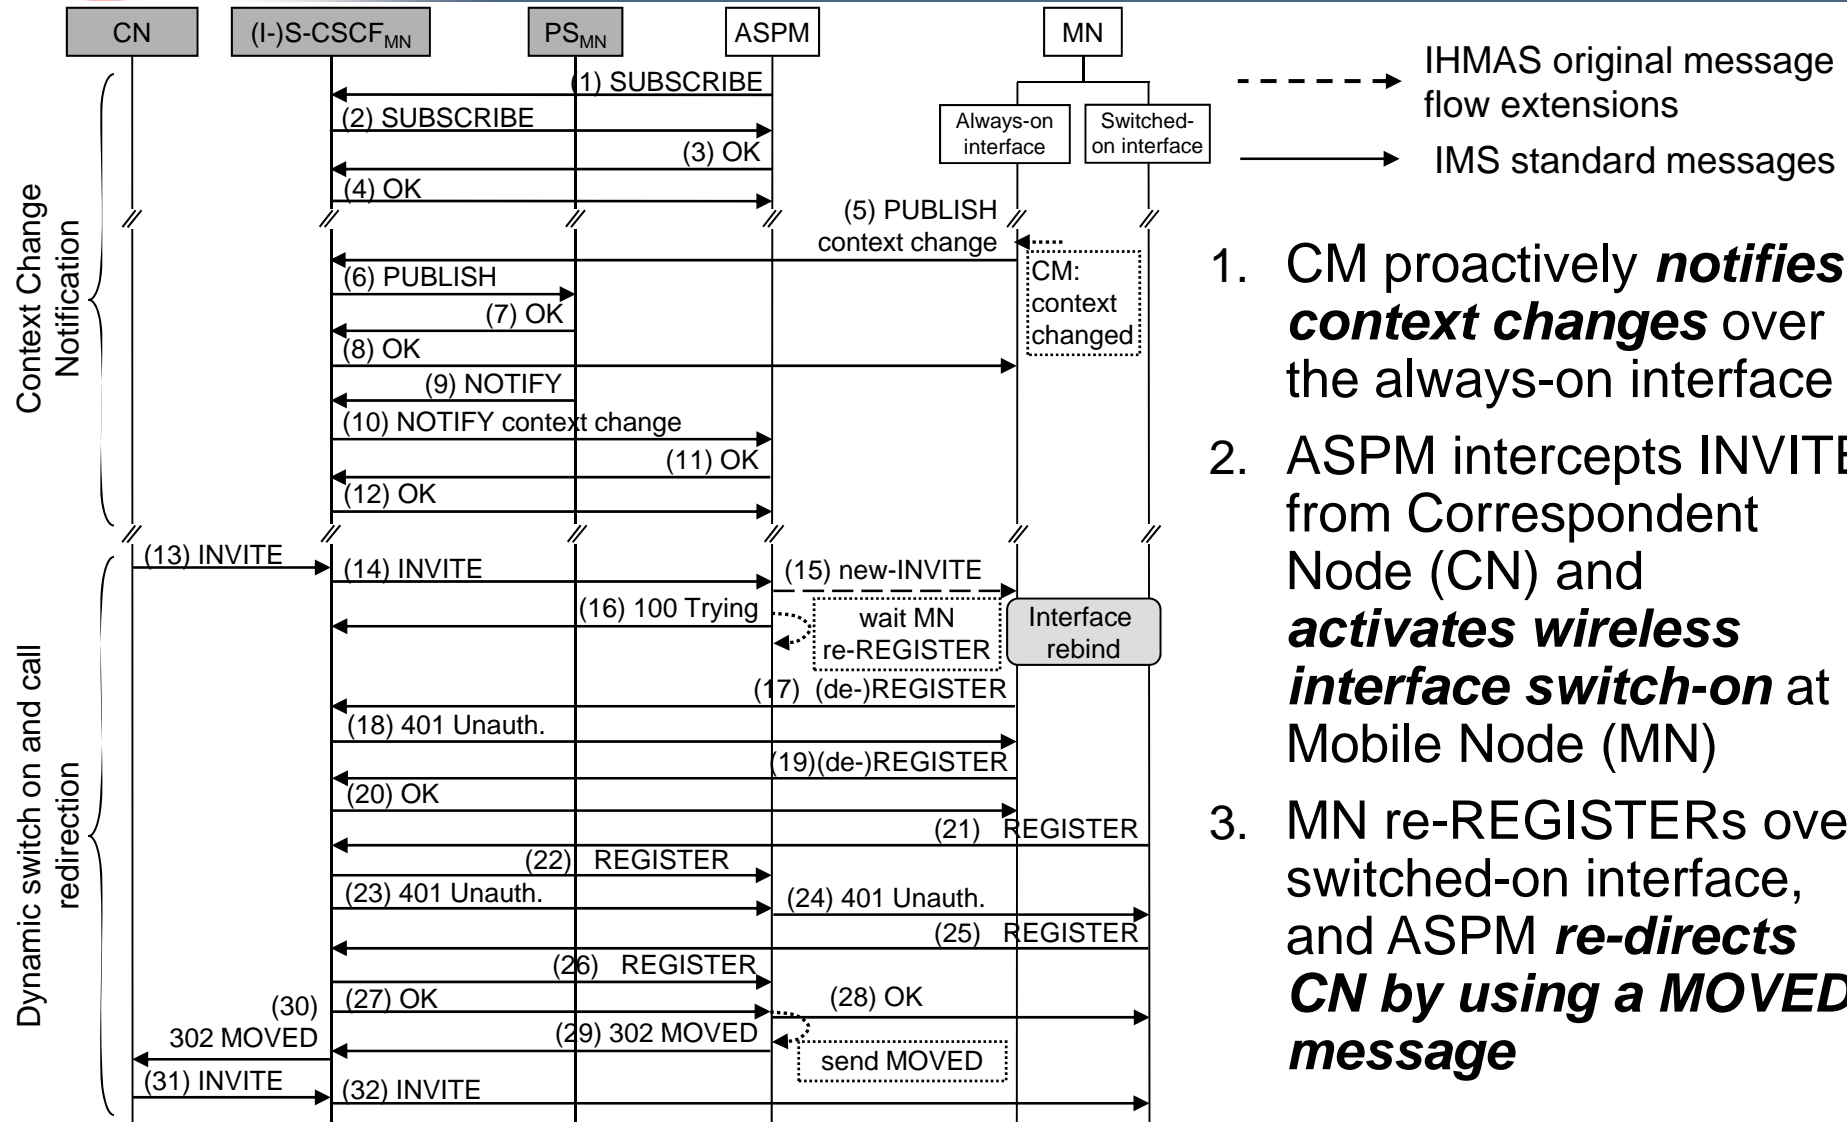 CN
(I-)S-CSCFMN
PSMN
ASPM
MN
Always-on
interface
Switched-
on interface
IHMAS original message
flow extensions
IMS standard messages
Context Change
Notification
(1) SUBSCRIBE
(2) SUBSCRIBE
(3) OK
(4) OK
(5) PUBLISH
context change
CM:
context
changed
(6) PUBLISH
(7) OK
(8) OK
(9) NOTIFY
(10) NOTIFY context change
(11) OK
(12) OK
Dynamic switch on and call
redirection
(13) INVITE
(14) INVITE
(15) new-INVITE
(16) 100 Trying
wait MN
re-REGISTER
Interface
rebind
(17) (de-)REGISTER
(18) 401 Unauth.
(19)(de-)REGISTER
(20) OK
(21) REGISTER
(22) REGISTER
(23) 401 Unauth.
(24) 401 Unauth.
(25) REGISTER
(26) REGISTER
(27) OK
(28) OK
(29) 302 MOVED
send MOVED
(30)
302 MOVED
(31) INVITE
(32) INVITE
1. CM proactively notifies
context changes over
the always-on interface
2. ASPM intercepts INVITE
from Correspondent
Node (CN) and
activates wireless
interface switch-on at
Mobile Node (MN)
3. MN re-REGISTERs ove
switched-on interface,
and ASPM re-directs
CN by using a MOVED
message